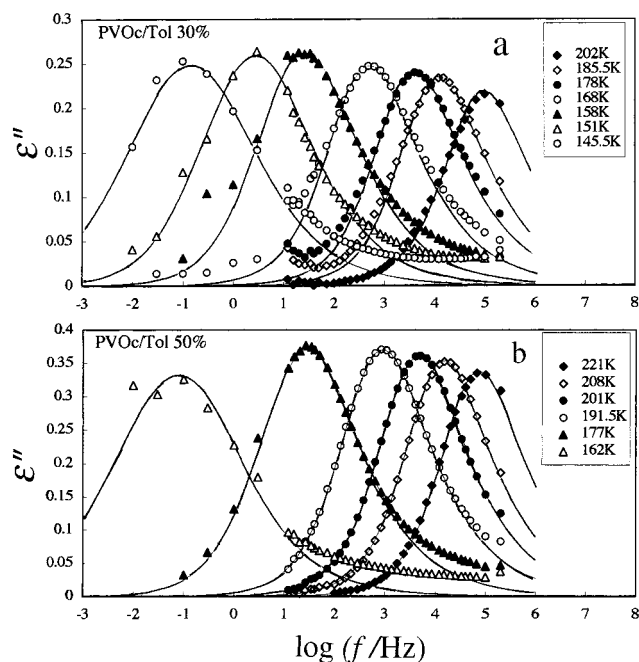 PVOc/Tol 30%
a
202K
185.5K
178K
168K
158K
151K
145.5K
0.3
0.25
0.2
0.15
0.1
0.05
0
ε"
-3 -2 -1 0 1 2 3 4 5 6 7 8
PVOc/Tol 50%
b
221K
208K
201K
191.5K
177K
162K
0.4
0.35
0.3
0.25
0.2
0.15
0.1
0.05
0
ε"
-3 -2 -1 0 1 2 3 4 5 6 7 8
log (f /Hz)